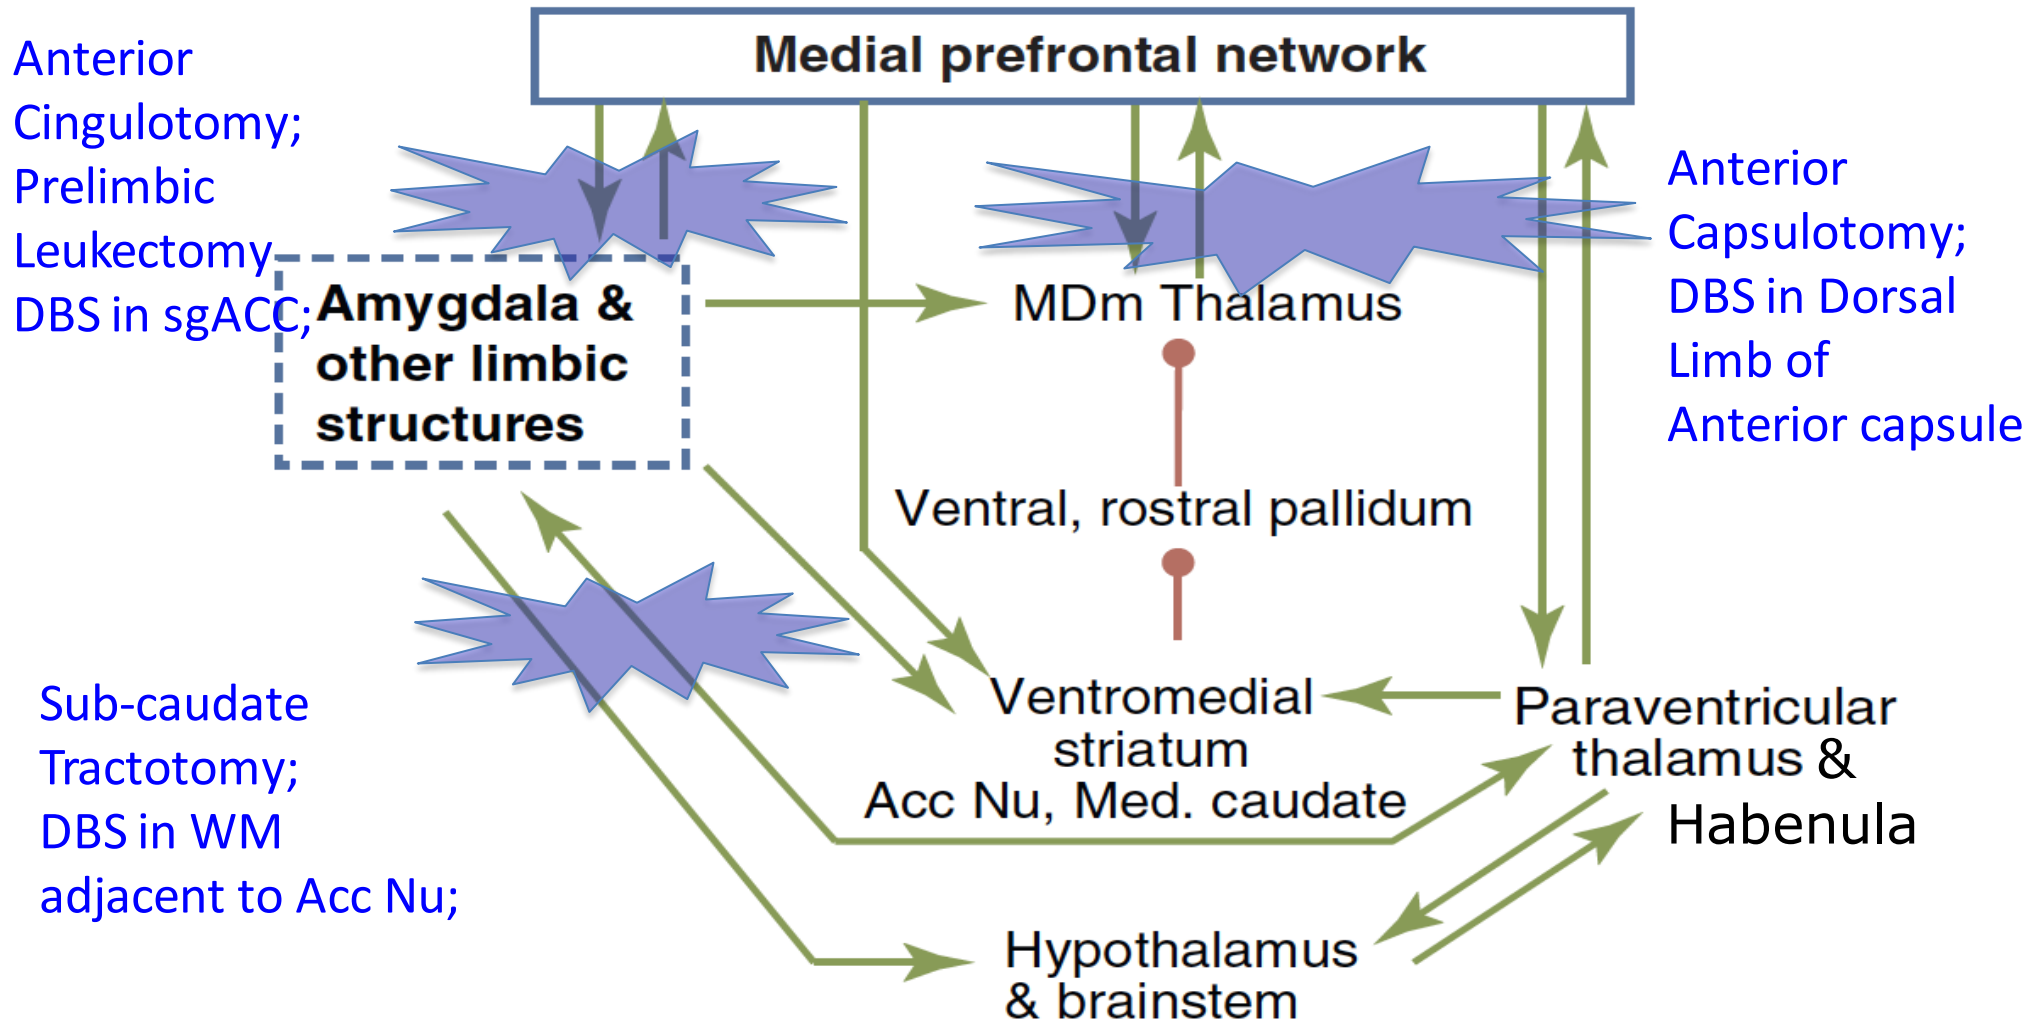 Medial prefrontal network
Anterior
Cingulotomy;
Prelimbic
Leukectomy
DBS in sgACC;
Anterior
Capsulotomy;
DBS in Dorsal
Limb of
Anterior capsule
Amygdala &
other limbic
structures
MDm Thalamus
Ventral, rostral pallidum
Ventromedial
striatum
Acc Nu, Med. caudate
Paraventricular
thalamus &
Habenula
Sub-caudate
Tractotomy;
DBS in WM
adjacent to Acc Nu;
Hypothalamus
& brainstem